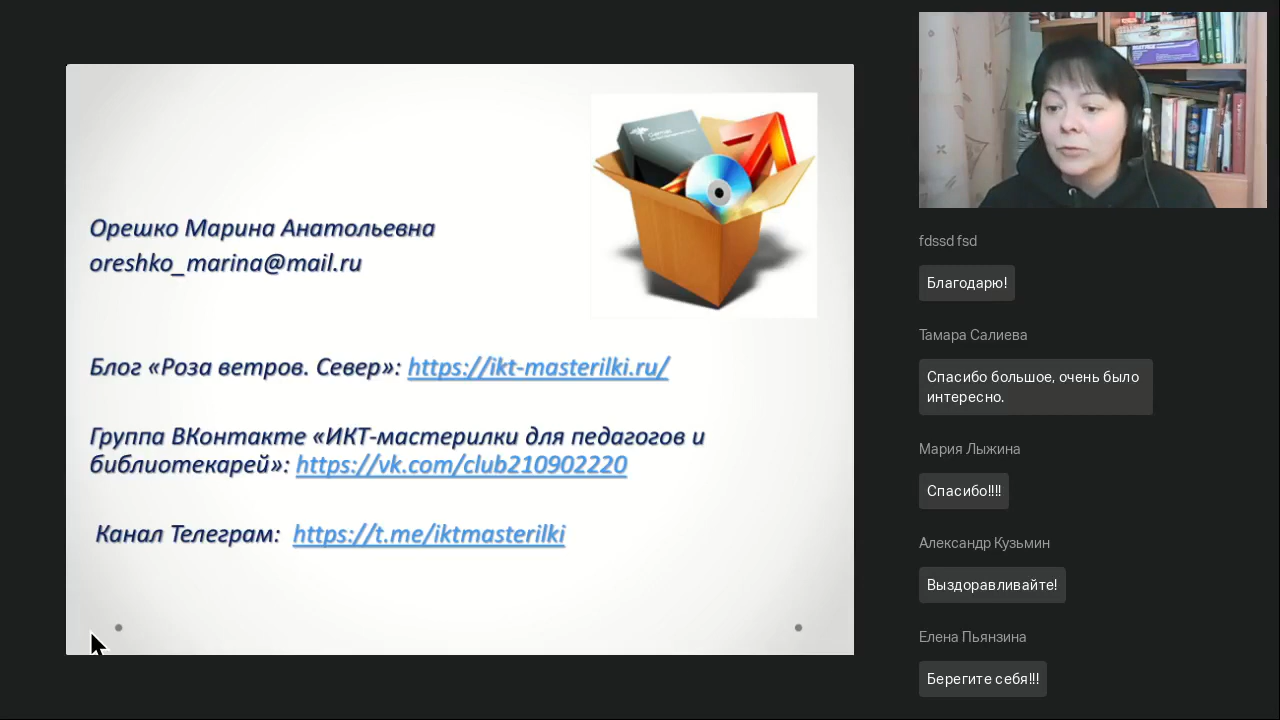 Орешко Марина Анатольевна
oreshko_marina@mail.ru
Блог «Роза ветров. Север»: https://ikt-masterilki.ru/
Группа ВКонтакте «ИКТ-мастерилки для педагогов и
библиотекарей»: https://vk.com/club210902220
Канал Телеграм: https://t.me/iktmasterilki
fdssd fsd
Благодарю!
Тамара Салиева
Спасибо большое, очень было
интересно.
Мария Лыжина
Спасибо!!!!
Александр Кузьмин
Выздоравливайте!
Елена Пьянзина
Берегите себя!!!